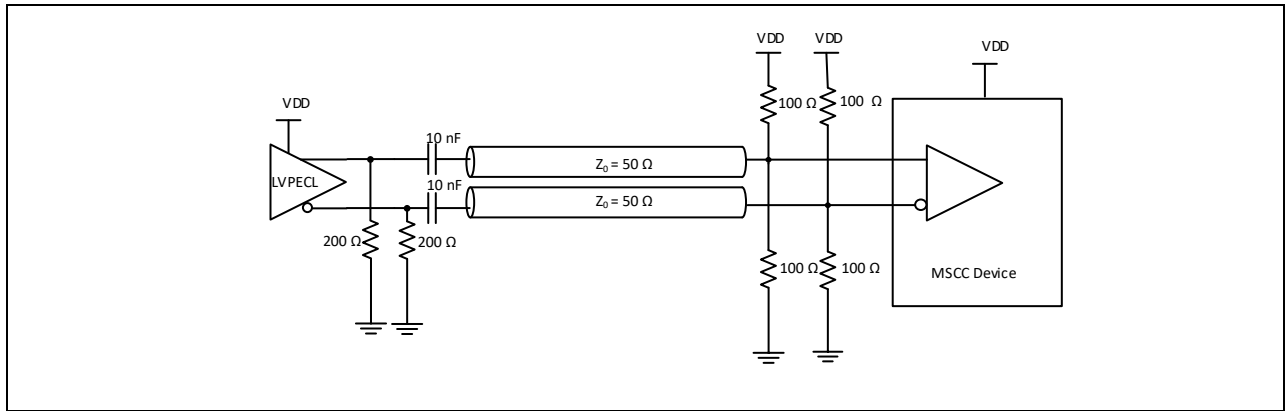 VDD
VDD
VDD
VDD
100 Ω
100 Ω
10 nF
LVPECL
Z0 = 50 Ω
10 nF
Z0 = 50 Ω
200 Ω
200 Ω
100 Ω
100 Ω
MSCC Device